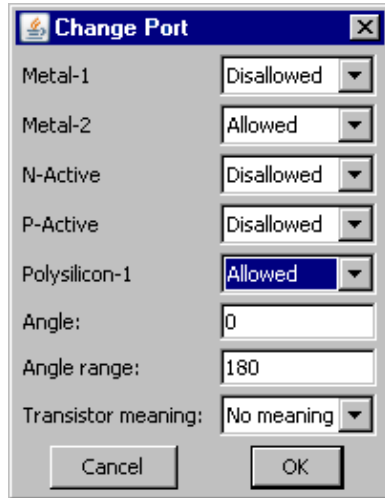 Change Port
Metal-1 Disallowed
Metal-2 Allowed
N-Active Disallowed
P-Active Disallowed
Polysilicon-1 Allowed
Angle: 0
Angle range: 180
Transistor meaning: No meaning
Cancel OK